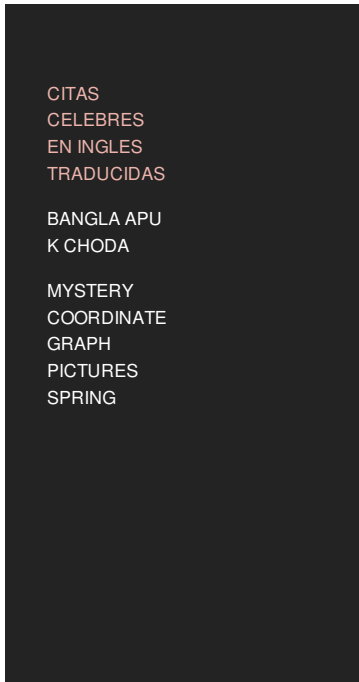 CITAS
CELEBRES
EN INGLES
TRADUCIDAS
BANGLA APU
K CHODA
MYSTERY
COORDINATE
GRAPH
PICTURES
SPRING